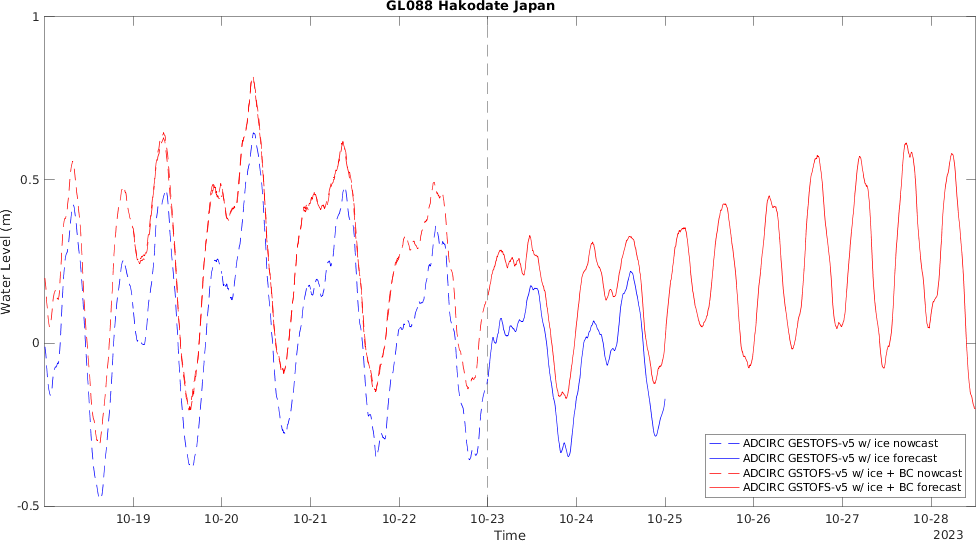 GL088 Hakodate Japan
1
0.5
0
-0.5
Water Level (m)
10-19 10-20 10-21 10-22 10-23 10-24 10-25 10-26 10-27 10-28
Time
2023
ADCIRC GESTOFS-v5 w/ ice nowcast
ADCIRC GESTOFS-v5 w/ ice forecast
ADCIRC GSTOFS-v5 w/ ice + BC nowcast
ADCIRC GSTOFS-v5 w/ ice + BC forecast